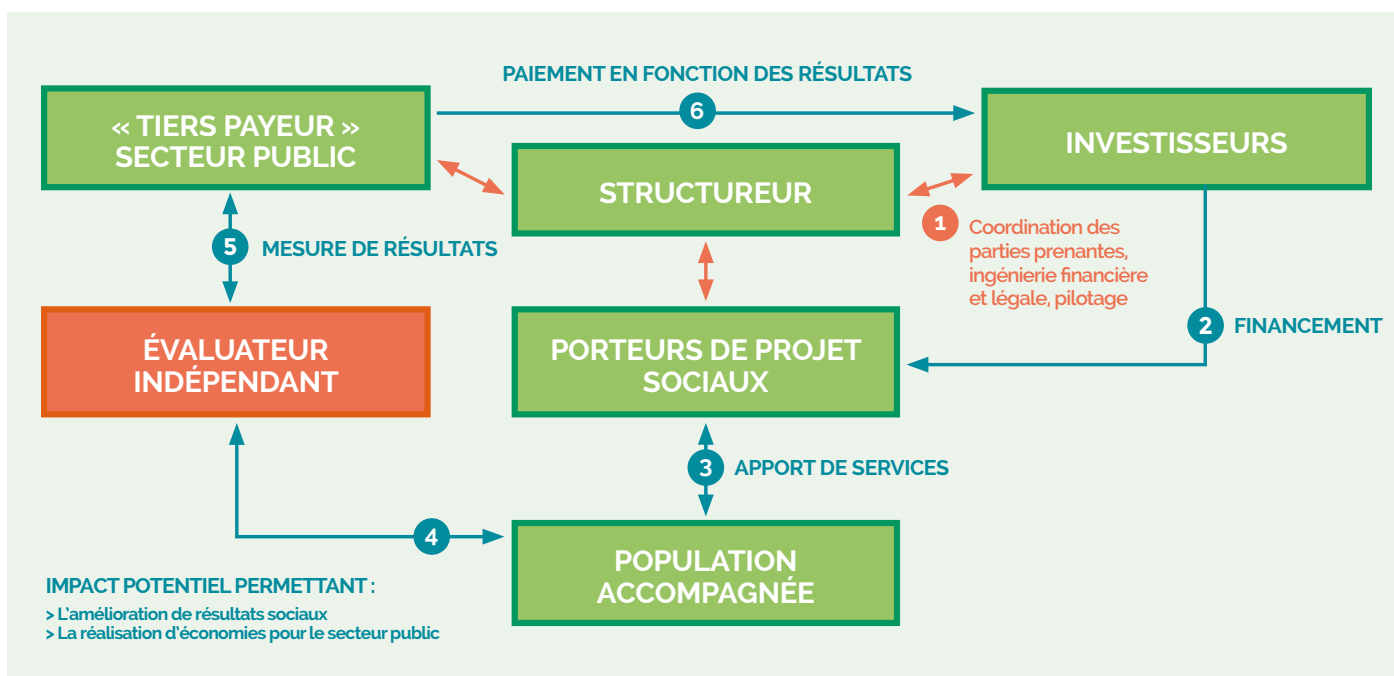 PAIEMENT EN FONCTION DES RÉSULTATS
6
« TIERS PAYEUR »
SECTEUR PUBLIC
INVESTISSEURS
STRUCTUREUR
1
Coordination des
parties prenantes,
ingénierie financière
et légale, pilotage
5
MESURE DE RÉSULTATS
2
FINANCEMENT
ÉVALUATEUR
INDÉPENDANT
PORTEURS DE PROJET
SOCIAUX
3
APPORT DE SERVICES
4
POPULATION
ACCOMPAGNÉE
IMPACT POTENTIEL PERMETTANT :
> L’amélioration de résultats sociaux
> La réalisation d’économies pour le secteur public